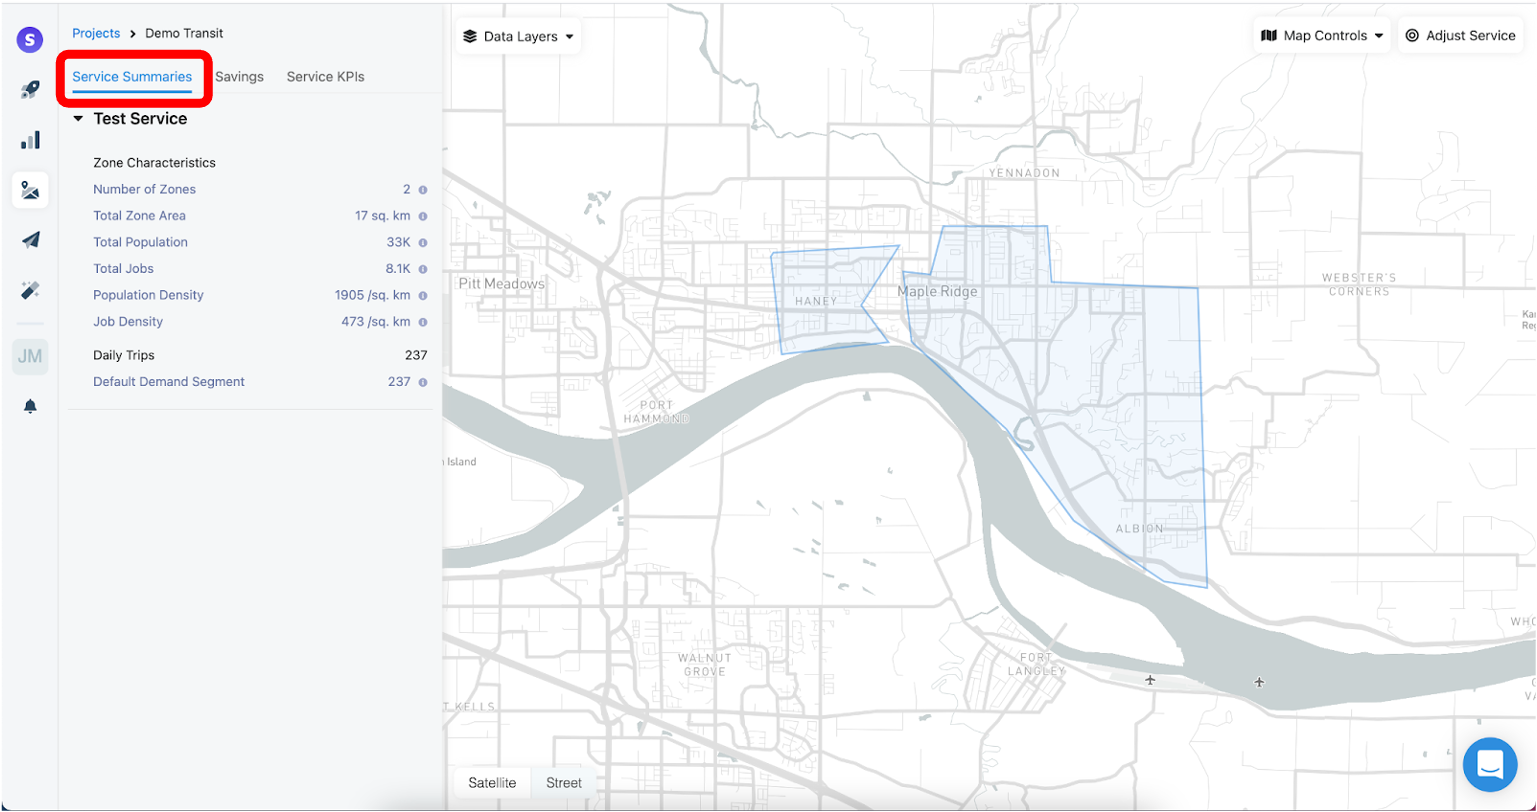 S
Projects > Demo Transit
Service Summaries
Savings
Service KPIs
Test Service
Zone Characteristics
Number of Zones 2
Total Zone Area 17 sq. km
Total Population 33K
Total Jobs 8.1K
Population Density 1905 /sq. km
Job Density 473 /sq. km
Daily Trips 237
Default Demand Segment 237
JM
Data Layers
Map Controls
Adjust Service
YENNADON
Pitt Meadows
HANEY
Maple Ridge
WEBSTER'S
CORNERS
PORT
HAMMOND
Island
ALBION
WALNUT
GROVE
FORT
LANGLEY
T KELLS
Satellite
Street